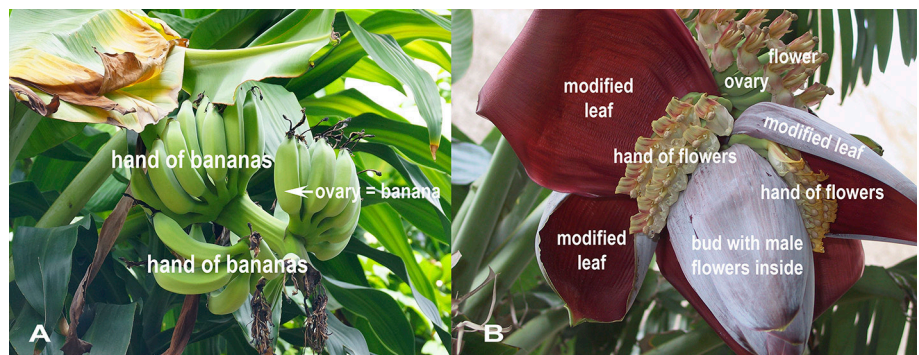 hand of bananas
ovary = banana
hand of bananas
A
flower
ovary
modified
leaf
modified leaf
hand of flowers
hand of flowers
modified
leaf
bud with male
flowers inside
B